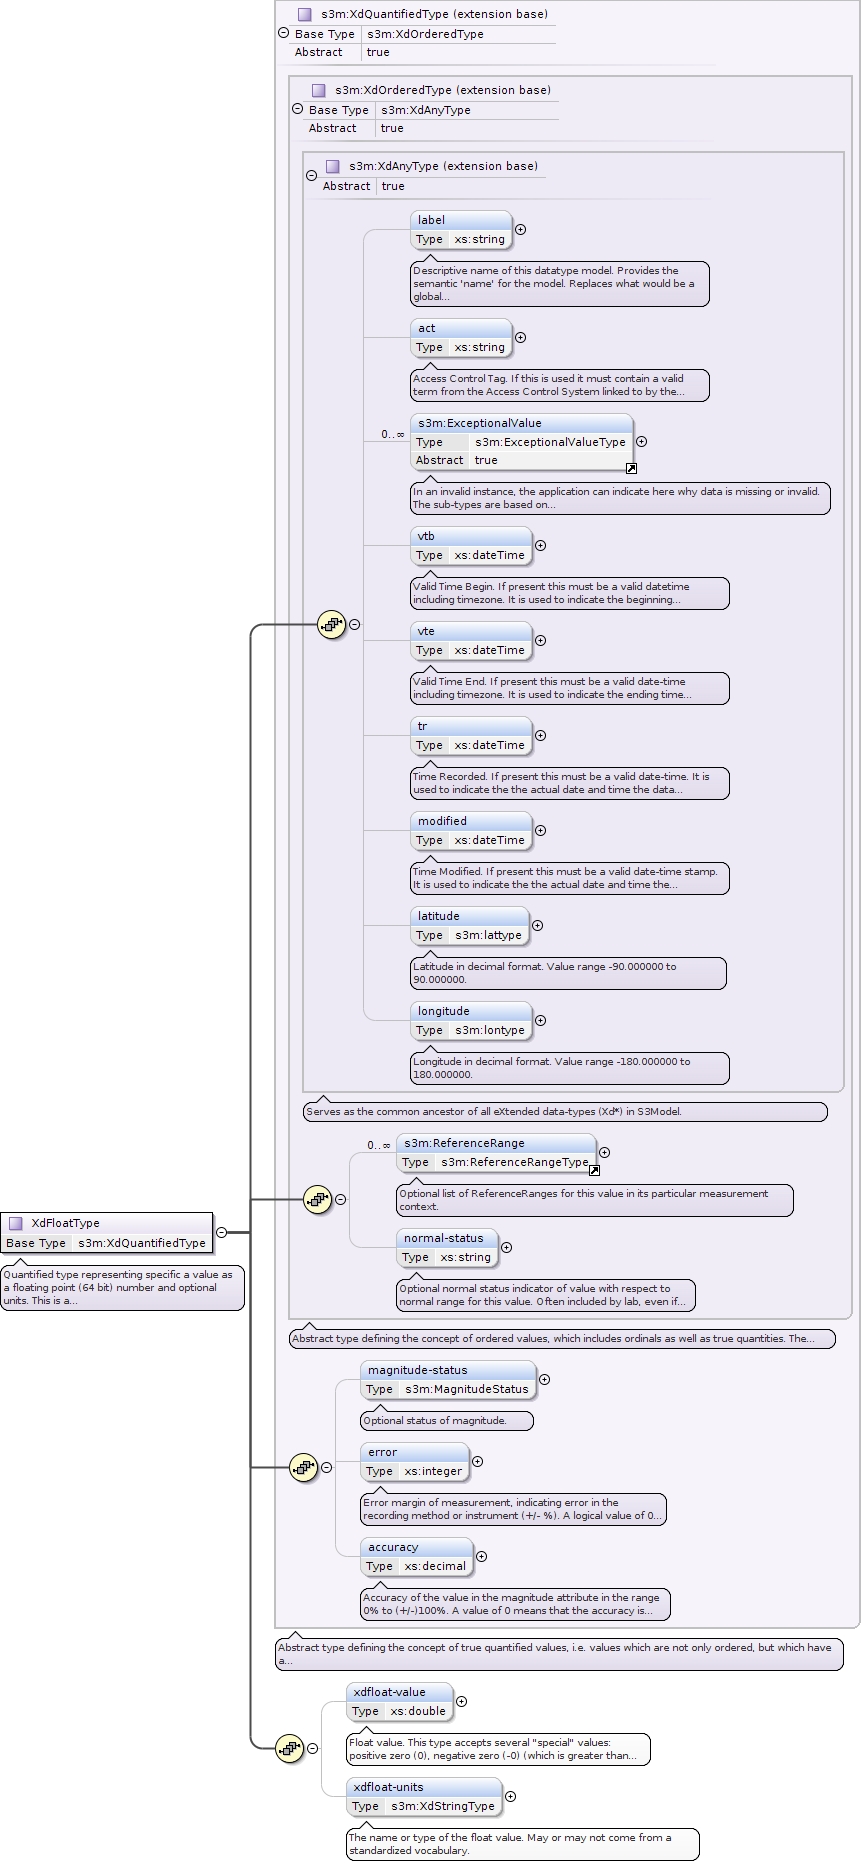 s3m:XdQuantifiedType (extension base)
Base Type s3m:XdOrderedType
Abstract true
s3m:XdOrderedType (extension base)
Base Type s3m:XdAnyType
Abstract true
s3m:XdAnyType (extension base)
Abstract true
label
Type xs:string
Descriptive name of this datatype model. Provides the
semantic 'name' for the model. Replaces what would be a
global...
act
Type xs:string
Access Control Tag. If this is used it must contain a valid
term from the Access Control System linked to by the...
0..∞
s3m:ExceptionalValue
Type s3m:ExceptionalValueType
Abstract true
In an invalid instance, the application can indicate here why data is missing or invalid.
The sub-types are based on...
vtb
Type xs:dateTime
Valid Time Begin. If present this must be a valid datetime
including timezone. It is used to indicate the beginning...
vte
Type xs:dateTime
Valid Time End. If present this must be a valid date-time
including timezone. It is used to indicate the ending time...
tr
Type xs:dateTime
Time Recorded. If present this must be a valid date-time. It is
used to indicate the the actual date and time the data...
modified
Type xs:dateTime
Time Modified. If present this must be a valid date-time stamp.
It is used to indicate the the actual date and time the...
latitude
Type s3m:lattype
Latitude in decimal format. Value range -90.000000 to
90.000000.
longitude
Type s3m:lontype
Longitude in decimal format. Value range -180.000000 to
180.000000.
Serves as the common ancestor of all eXtended data-types (Xd*) in S3Model.
0..∞
s3m:ReferenceRange
Type s3m:ReferenceRangeType
Optional list of ReferenceRanges for this value in its particular measurement
context.
normal-status
Type xs:string
Optional normal status indicator of value with respect to
normal range for this value. Often included by lab, even if...
XdFloatType
Base Type s3m:XdQuantifiedType
Quantified type representing specific a value as
a floating point (64 bit) number and optional
units. This is a...
Abstract type defining the concept of ordered values, which includes ordinals as well as true quantities. The...
magnitude-status
Type s3m:MagnitudeStatus
Optional status of magnitude.
error
Type xs:integer
Error margin of measurement, indicating error in the
recording method or instrument (+/- %). A logical value of 0...
accuracy
Type xs:decimal
Accuracy of the value in the magnitude attribute in the range
0% to (+/-)100%. A value of 0 means that the accuracy is...
Abstract type defining the concept of true quantified values, i.e. values which are not only ordered, but which have
a...
xdfloat-value
Type xs:double
Float value. This type accepts several "special" values:
positive zero (0), negative zero (-0) (which is greater than...
xdfloat-units
Type s3m:XdStringType
The name or type of the float value. May or may not come from a
standardized vocabulary.